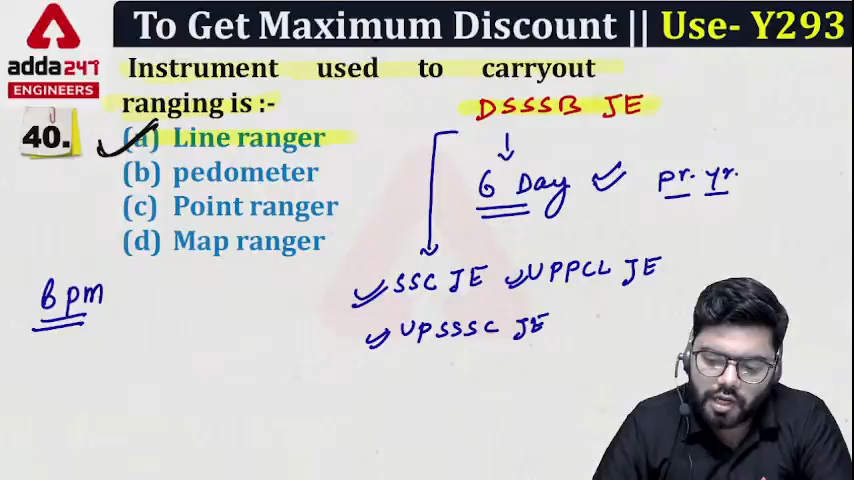 To Get Maximum Discount || Use- Y293
adda247
ENGINEERS
Instrument used to carryout
ranging is :-
DSSSB JE
40.
(a) Line ranger
(b) pedometer
(c) Point ranger
(d) Map ranger
6 Day pr. yr.
6 pm
SSC JE UPPCL JE
UPSSSC JE